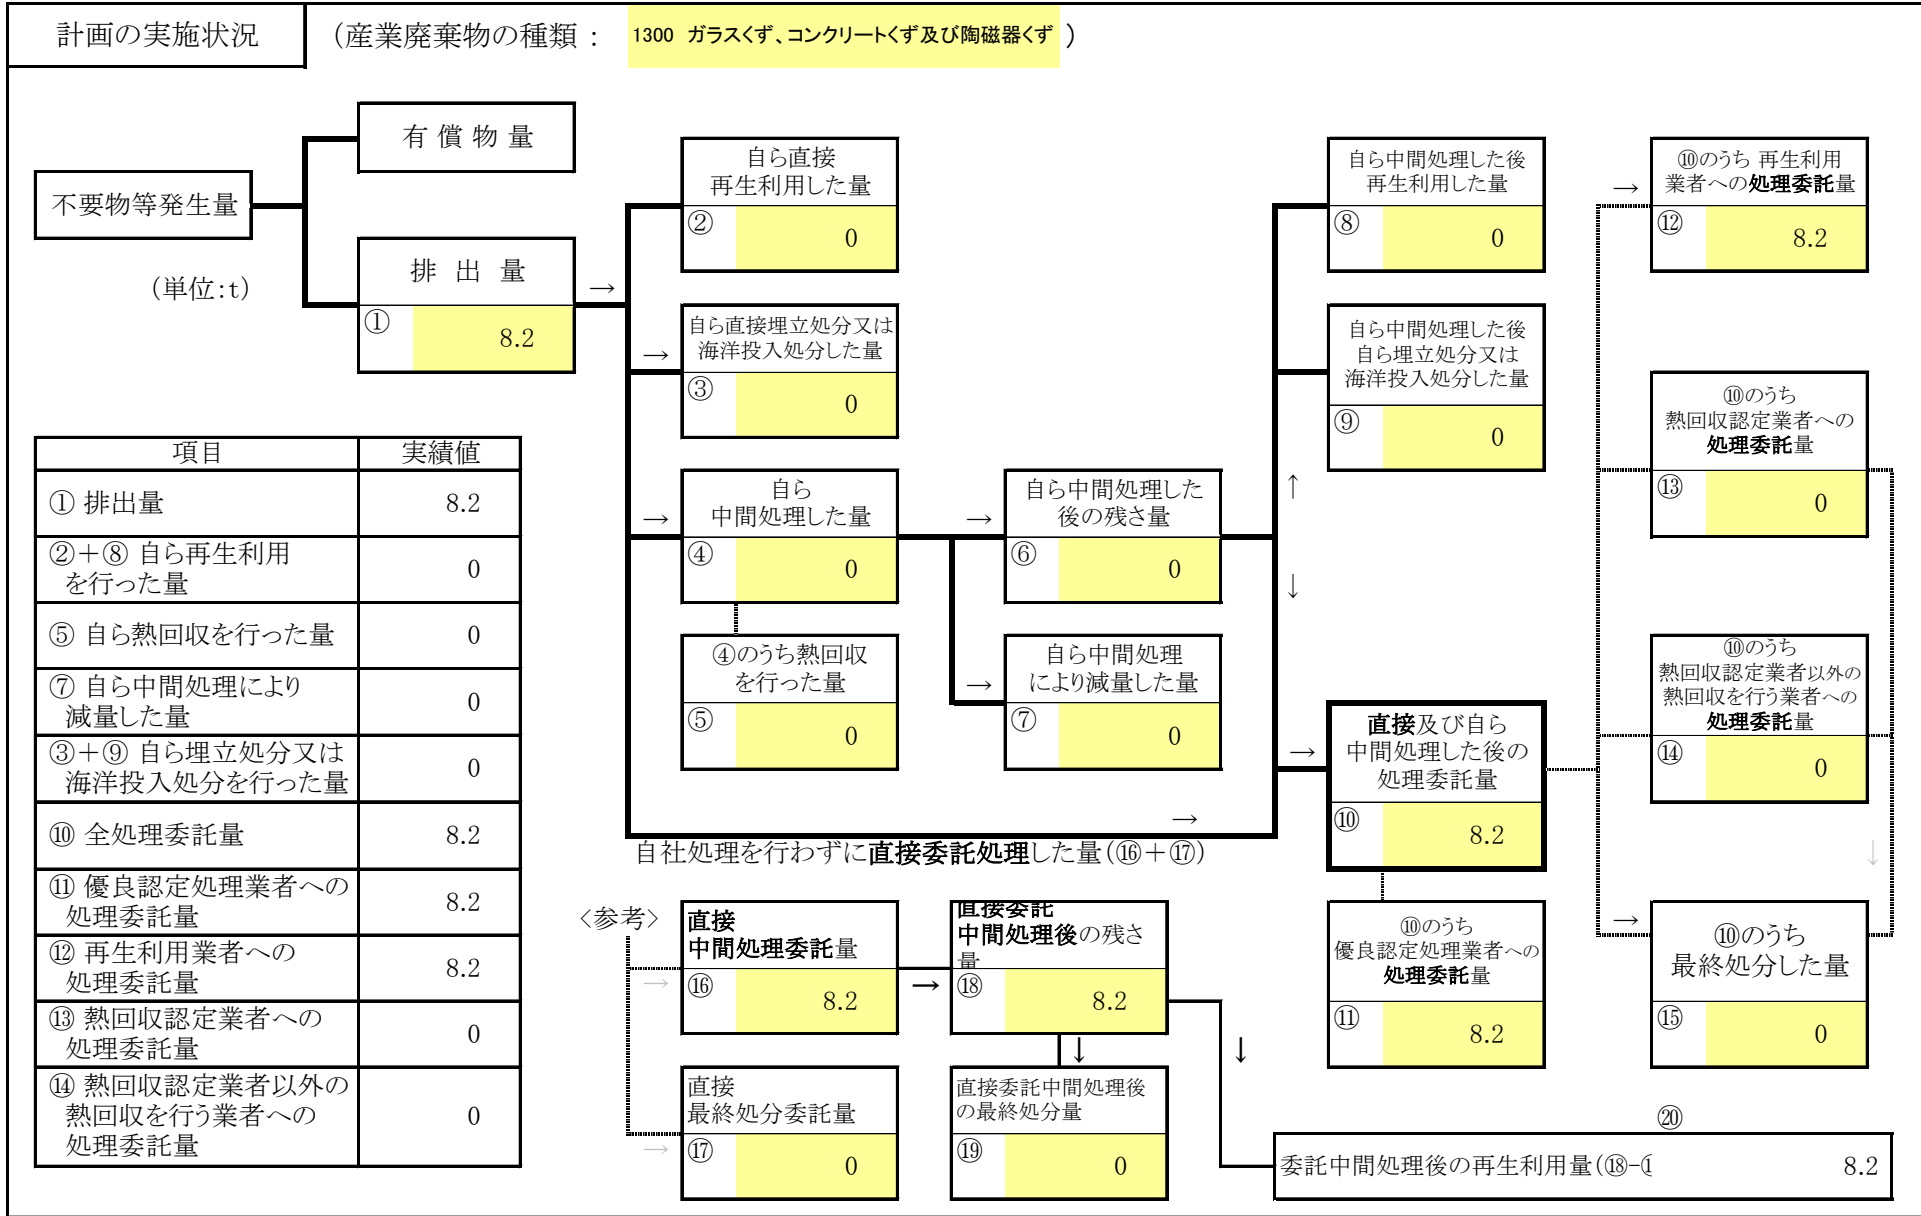 計画の実施状況
(産業廃棄物の種類： 1300 ガラスくず、コンクリートくず及び陶磁器くず )
有 償 物 量
不要物等発生量
(単位:t)
排 出 量
→
① 8.2
自ら直接
再生利用した量
② 0
→
自ら直接埋立処分又は
海洋投入処分した量
③ 0
→
自ら
中間処理した量
④ 0
④のうち熱回収
を行った量
⑤ 0
→
自ら中間処理した
後の残さ量
⑥ 0
→
自ら中間処理
により減量した量
⑦ 0
自ら中間処理した後
再生利用した量
⑧ 0
自ら中間処理した後
自ら埋立処分又は
海洋投入処分した量
⑨ 0
↑
↓
→
直接及び自ら
中間処理した後の
処理委託量
⑩ 8.2
→
自社処理を行わずに直接委託処理した量(⑯＋⑰)
⑩のうち
優良認定処理業者への
処理委託量
⑪ 8.2
→
⑩のうち 再生利用
業者への処理委託量
⑫ 8.2
⑩のうち
熱回収認定業者への
処理委託量
⑬ 0
⑩のうち
熱回収認定業者以外の
熱回収を行う業者への
処理委託量
⑭ 0
↓
→
⑩のうち
最終処分した量
⑮ 0
項目 実績値
① 排出量 8.2
②＋⑧ 自ら再生利用
を行った量 0
⑤ 自ら熱回収を行った量 0
⑦ 自ら中間処理により
減量した量 0
③＋⑨ 自ら埋立処分又は
海洋投入処分を行った量 0
⑩ 全処理委託量 8.2
⑪ 優良認定処理業者への
処理委託量 8.2
⑫ 再生利用業者への
処理委託量 8.2
⑬ 熱回収認定業者への
処理委託量 0
⑭ 熱回収認定業者以外の
熱回収を行う業者への
処理委託量 0
〈参考〉
→
直接
中間処理委託量
⑯ 8.2
→
直接委託
中間処理後の残さ
量
⑱ 8.2
↓
↓
→
直接
最終処分委託量
⑰ 0
直接委託中間処理後
の最終処分量
⑲ 0
⑳
委託中間処理後の再生利用量(⑱-
8.2